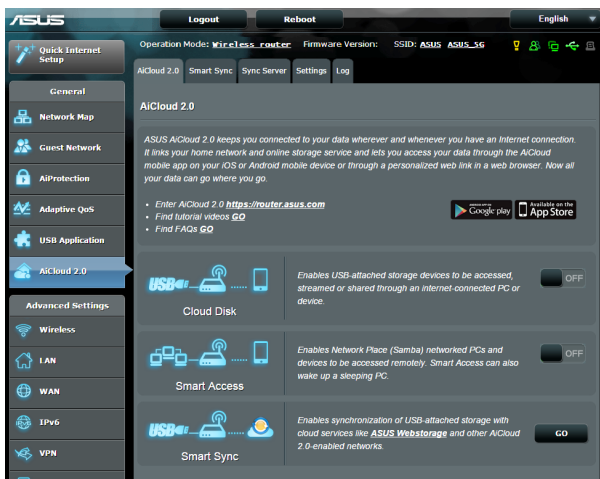 ASUS
Logout
Reboot
English
Quick Internet
Setup
Operation Mode: Wireless router Firmware Version: SSID: ASUS ASUS_5G
AiCloud 2.0 Smart Sync Sync Server Settings Log
General
Network Map
Guest Network
AiProtection
Adaptive QoS
USB Application
AiCloud 2.0
Advanced Settings
Wireless
LAN
WAN
IPv6
VPN
AiCloud 2.0
ASUS AiCloud 2.0 keeps you connected to your data wherever and whenever you have an Internet connection.
It links your home network and online storage service and lets you access your data through the AiCloud
mobile app on your iOS or Android mobile device or through a personalized web link in a web browser. Now all
your data can go where you go.
• Enter AiCloud 2.0 https://router.asus.com
• Find tutorial videos GO
• Find FAQs GO
Google play
Available on the
App Store
USB
Cloud Disk
Enables USB-attached storage devices to be accessed,
streamed or shared through an internet-connected PC or
device.
OFF
Smart Access
Enables Network Place (Samba) networked PCs and
devices to be accessed remotely. Smart Access can also
wake up a sleeping PC.
OFF
USB
Smart Sync
Enables synchronization of USB-attached storage with
cloud services like ASUS Webstorage and other AiCloud
2.0-enabled networks.
GO